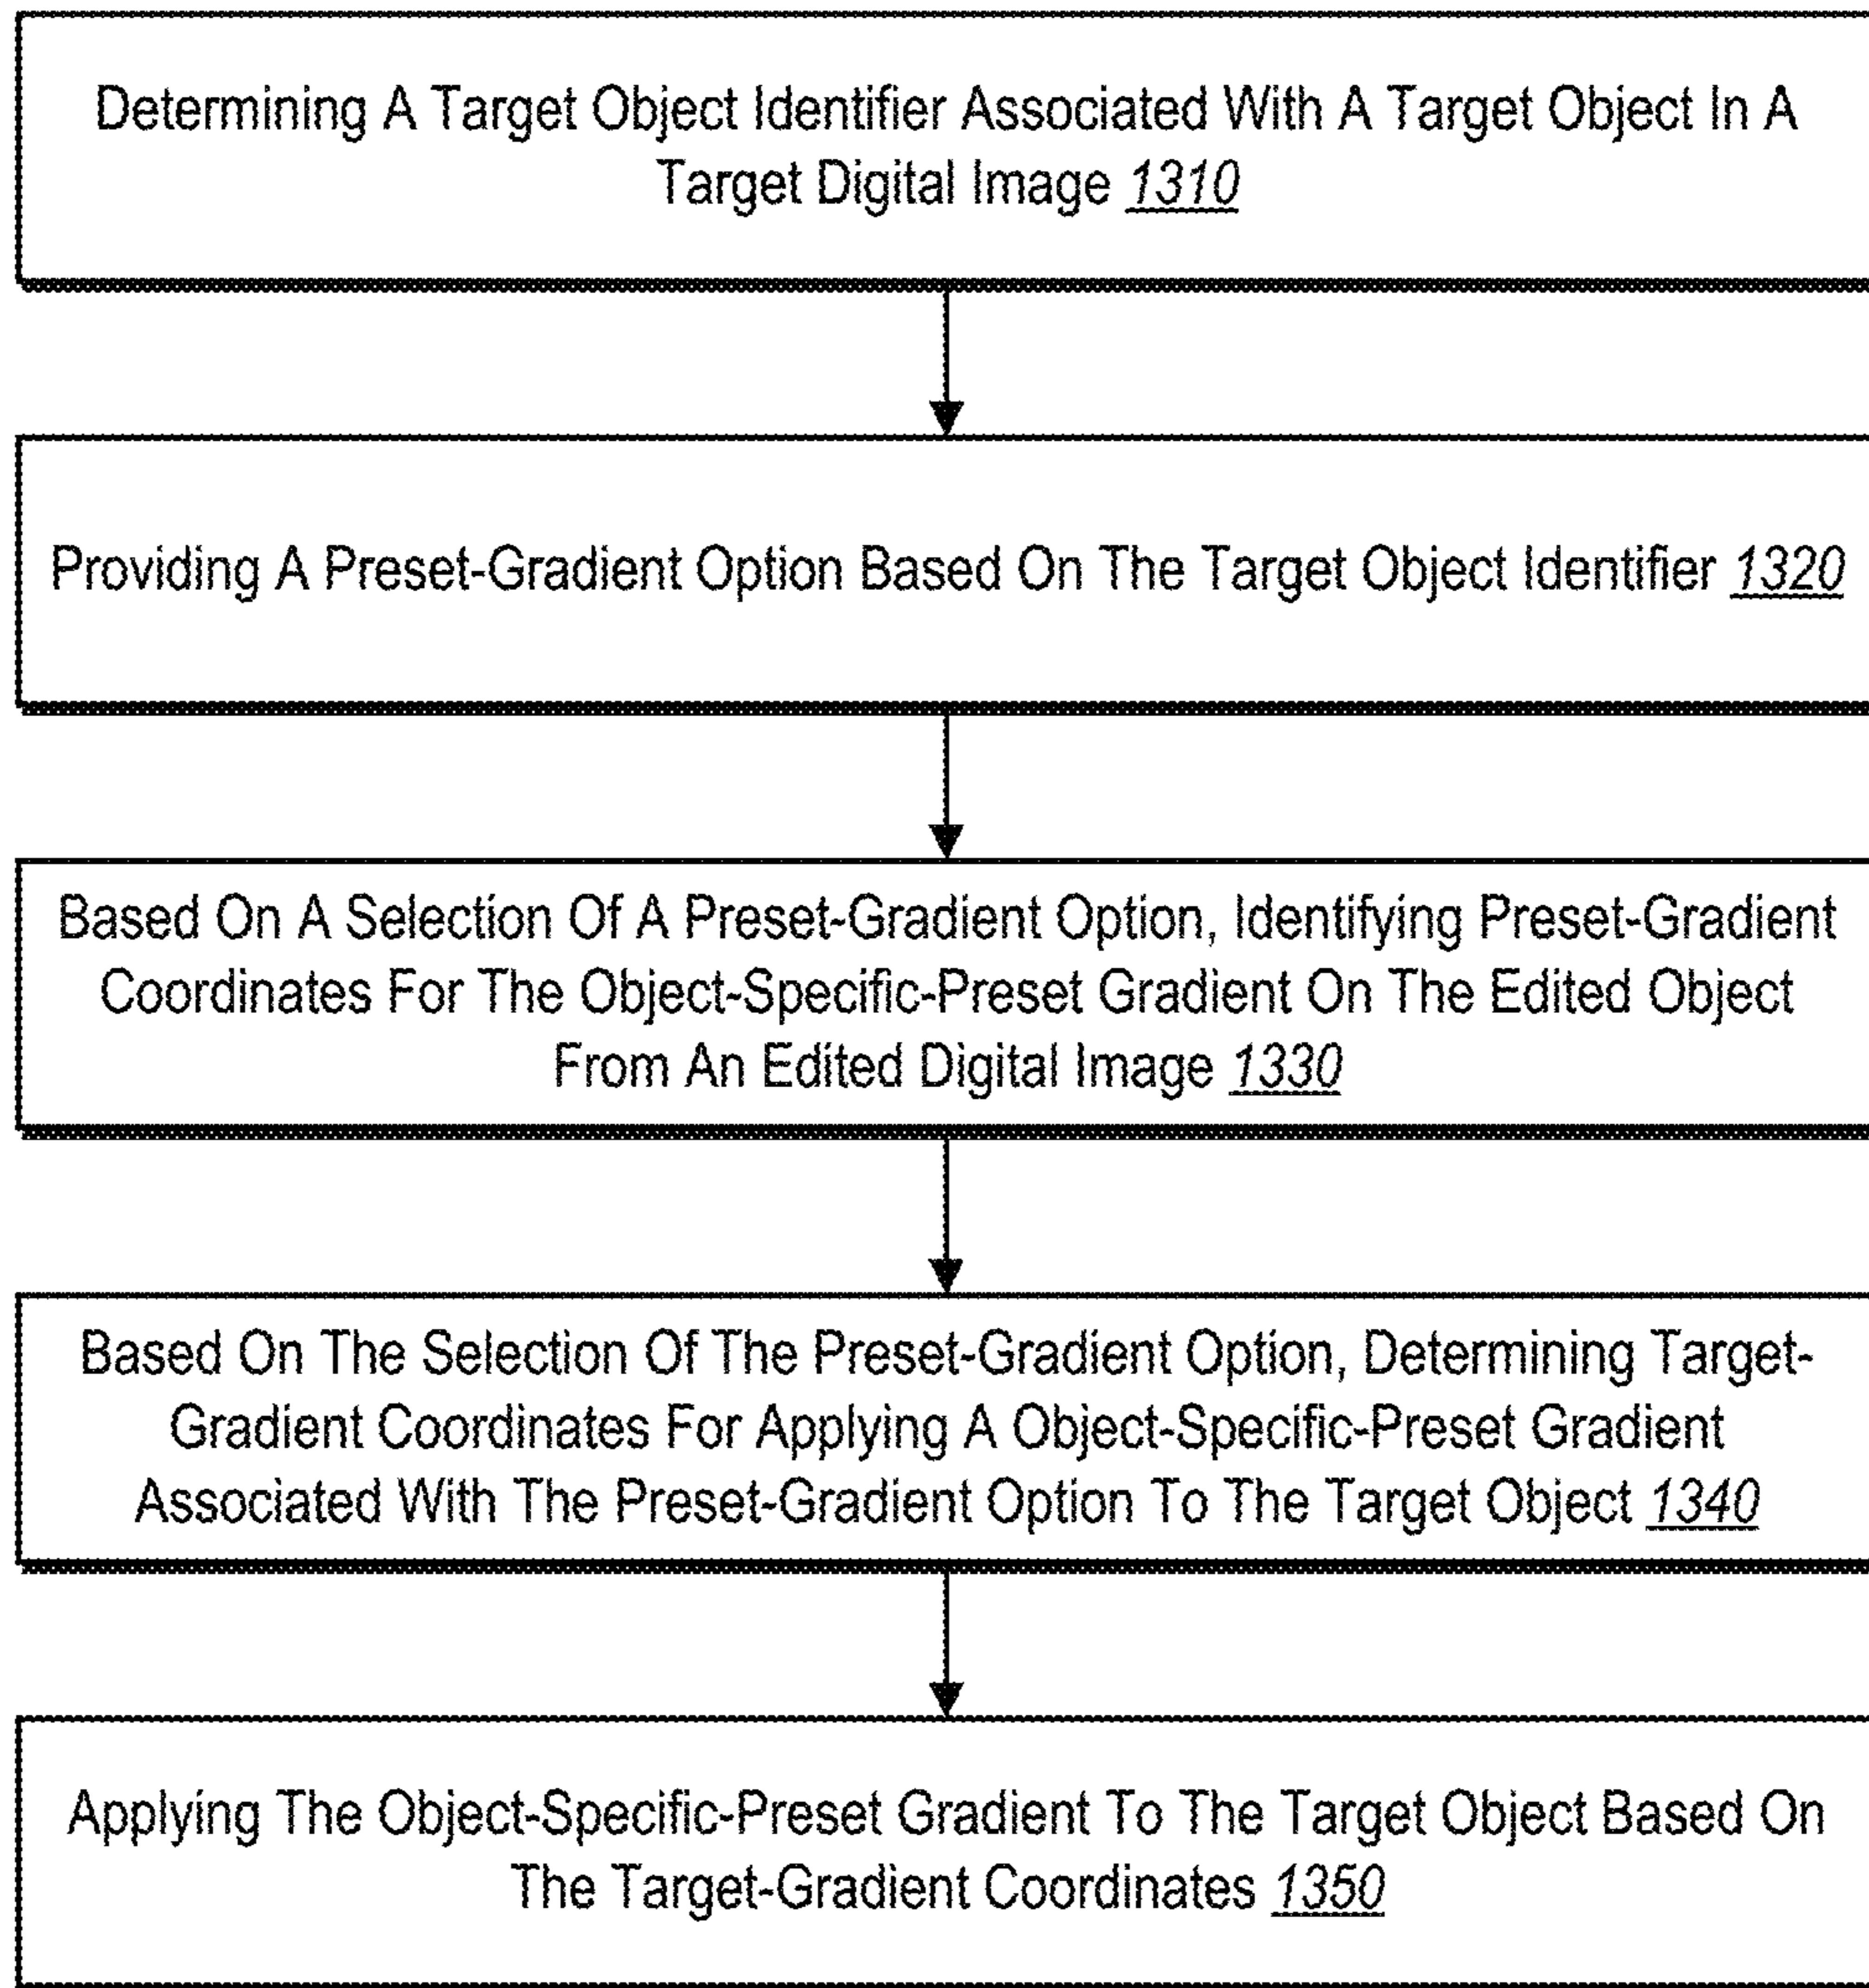 Determining A Target Object Identifier Associated With A Target Object In A
Target Digital Image 1310
Providing A Preset-Gradient Option Based On The Target Object Identifier 1320
Based On A Selection Of A Preset-Gradient Option, Identifying Preset-Gradient
Coordinates For The Object-Specific-Preset Gradient On The Edited Object
From An Edited Digital Image 1330
Based On The Selection Of The Preset-Gradient Option, Determining Target-
Gradient Coordinates For Applying A Object-Specific-Preset Gradient
Associated With The Preset-Gradient Option To The Target Object 1340
Applying The Object-Specific-Preset Gradient To The Target Object Based On
The Target-Gradient Coordinates 1350